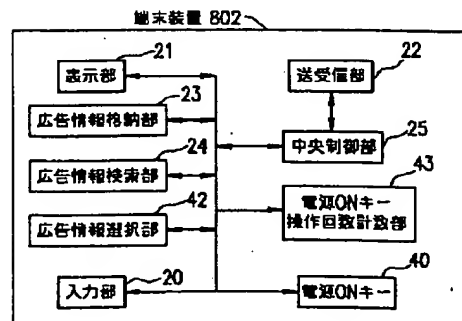 端末装置 802
21
表示部
22
送受信部
23
広告情報格納部
25
中央制御部
24
広告情報検索部
43
電源ONキー
操作回数計数部
42
広告情報選択部
20
入力部
40
電源ONキー